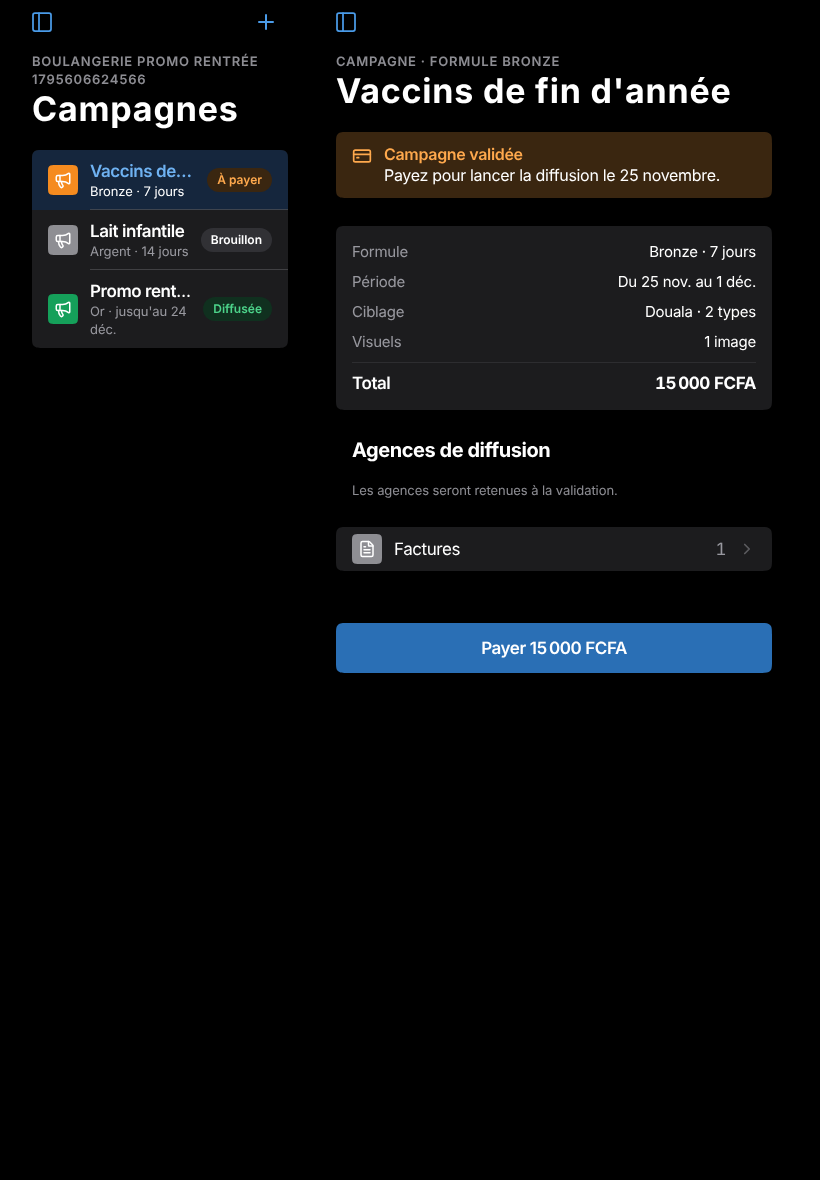 BOULANGERIE PROMO RENTRÉE
1795606624566
Campagnes
Vaccins de...
Bronze · 7 jours
À payer
Lait infantile
Argent · 14 jours
Brouillon
Promo rent...
Or · jusqu'au 24
déc.
Diffusée
CAMPAGNE · FORMULE BRONZE
Vaccins de fin d'année
Campagne validée
Payez pour lancer la diffusion le 25 novembre.
Formule Bronze · 7 jours
Période Du 25 nov. au 1 déc.
Ciblage Douala · 2 types
Visuels 1 image
Total 15 000 FCFA
Agences de diffusion
Les agences seront retenues à la validation.
Factures 1
Payer 15 000 FCFA